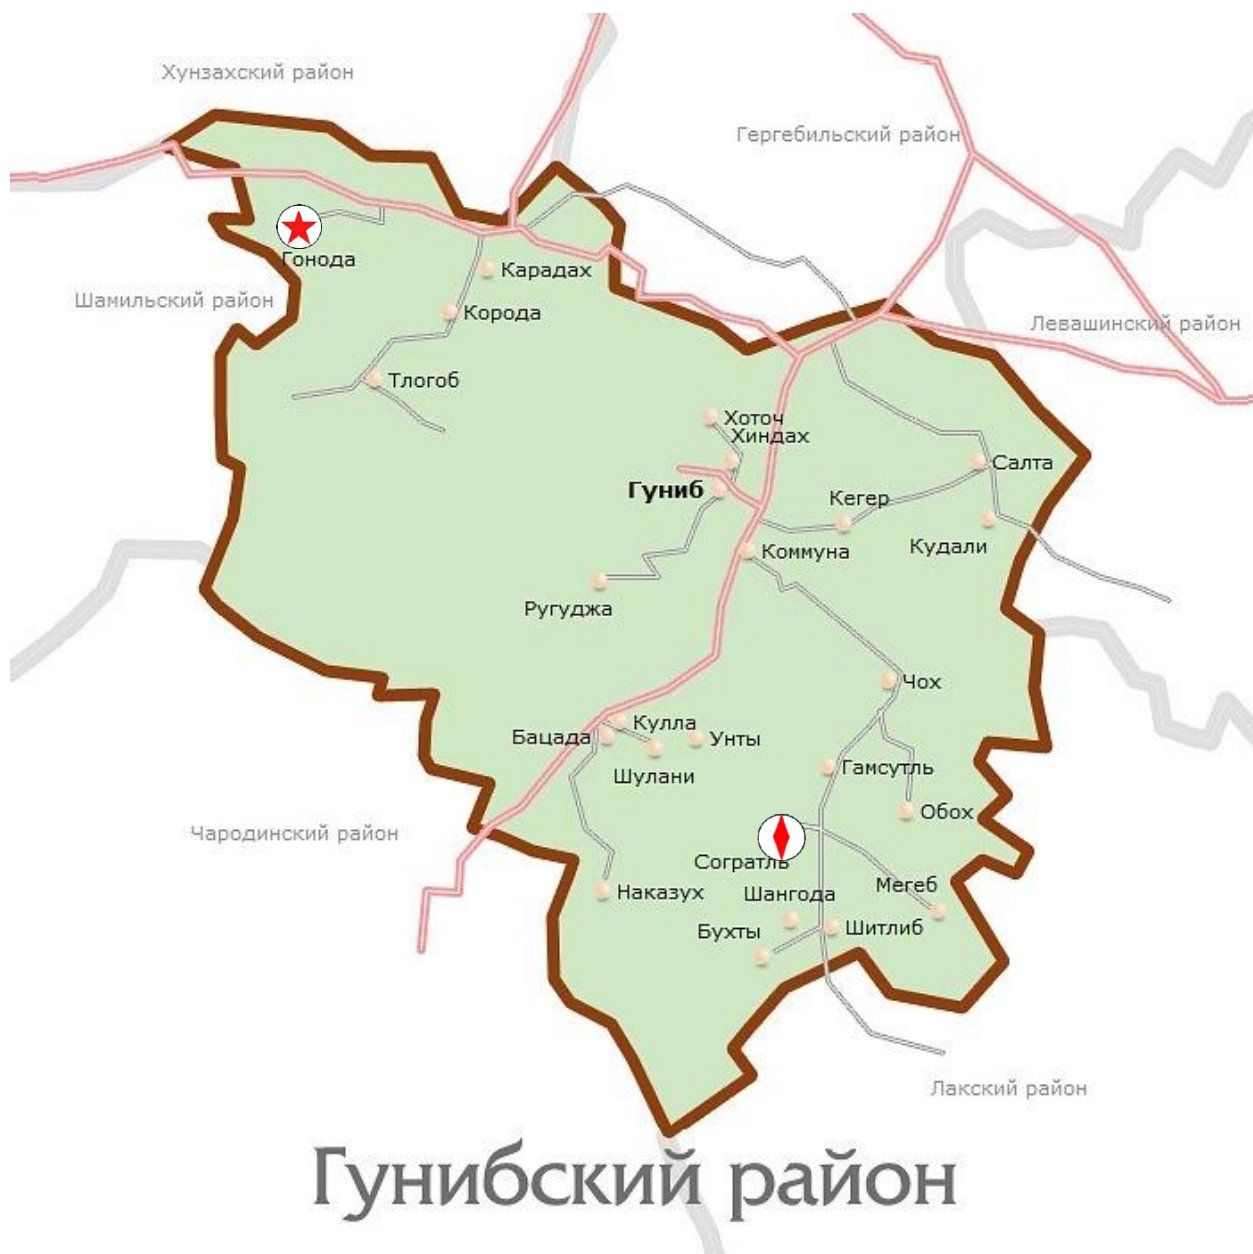 Хунзахский район
Гергебильский район
Гонода
Карадах
Шамильский район
Корода
Левашинский район
Тлогоб
Хоточ
Хиндах
Салта
Гуниб
Кегер
Кудали
Коммуна
Ругуджа
Чох
Кулла
Бацада
Унты
Шулани
Гамсутль
Обох
Чародинский район
Согратль
Мегеб
Наказух
Шангода
Шитлиб
Бухты
Лакский район
Гунибский район